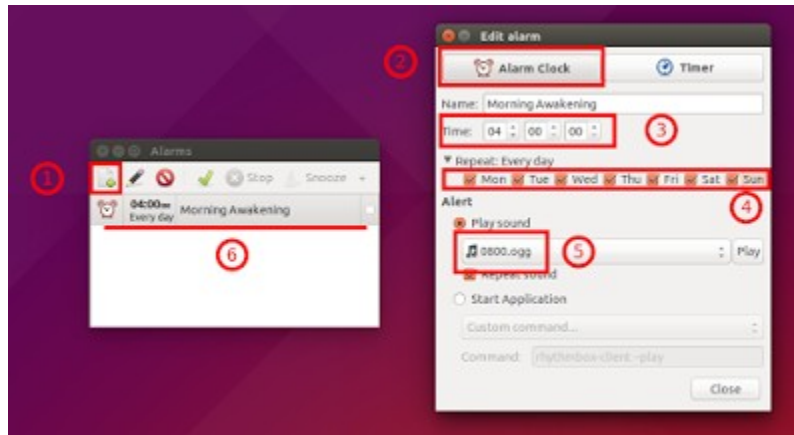 Edit alarm
2
Alarm Clock
Timer
Name: Morning Awakening
Time: 04 : 00 : 00
3
Repeat: Every day
Mon Tue Wed Thu Fri Sat Sun
4
Alert
Play sound
0800.ogg
Play
5
Repeat sound
Start Application
Custom command...
Command: rhythmbox-client --play
Close
Alarms
1
Stop
Snooze
04:00
Every day
Morning Awakening
6